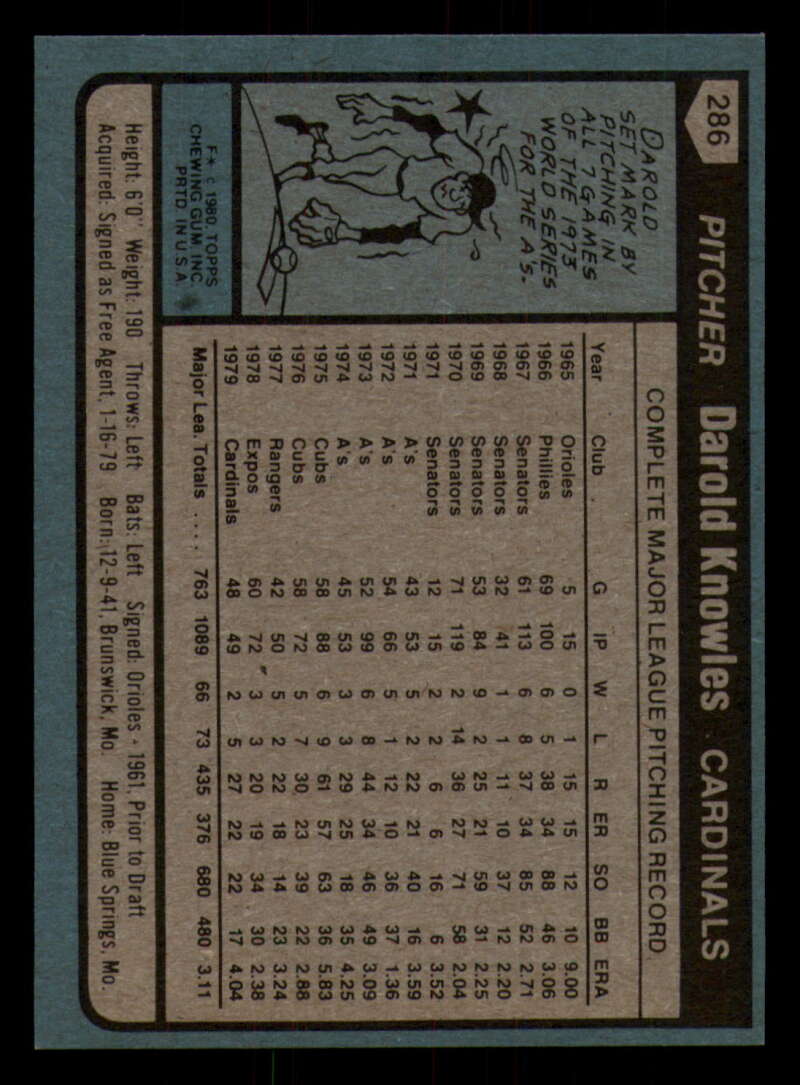 286
PITCHER Darold Knowles CARDINALS
DAROLD
SET MARK BY
PITCHING IN
ALL 7 GAMES
OF THE 1973
WORLD SERIES
FOR THE A's.
F★ © 1980 TOPPS
CHEWING GUM, INC.
PRTD. IN U.S.A.
COMPLETE MAJOR LEAGUE PITCHING RECORD
Year Club G IP W L R ER SO BB ERA
1965 Orioles 5 15 0 1 15 15 12 10 9.00
1966 Phillies 69 100 6 5 38 34 88 46 3.06
1967 Senators 61 113 6 8 37 34 85 52 2.71
1968 Senators 32 41 1 1 11 10 37 12 2.20
1969 Senators 53 84 9 2 25 21 59 31 2.25
1970 Senators 71 119 2 14 36 27 71 58 2.04
1971 Senators 12 15 2 2 6 6 16 6 3.52
1971 A's 43 53 5 2 22 21 40 16 3.59
1972 A's 54 66 5 1 12 10 36 37 1.36
1973 A's 52 99 6 8 44 34 46 49 3.09
1974 A's 45 53 3 3 29 25 18 35 4.25
1975 Cubs 58 88 6 9 61 57 63 36 5.83
1976 Cubs 58 72 5 7 30 23 39 22 2.88
1977 Rangers 42 50 5 2 22 18 14 23 3.24
1978 Expos 60 72 3 3 20 19 34 30 2.38
1979 Cardinals 48 49 2 5 27 22 22 17 4.04
Major Lea. Totals .... 763 1089 66 73 435 376 680 480 3.11
Height: 6'0" Weight: 190 Throws: Left Bats: Left Signed: Orioles - 1961, Prior to Draft
Acquired: Signed as Free Agent, 1-16-79 Born: 12-9-41, Brunswick, Mo. Home: Blue Springs, Mo.